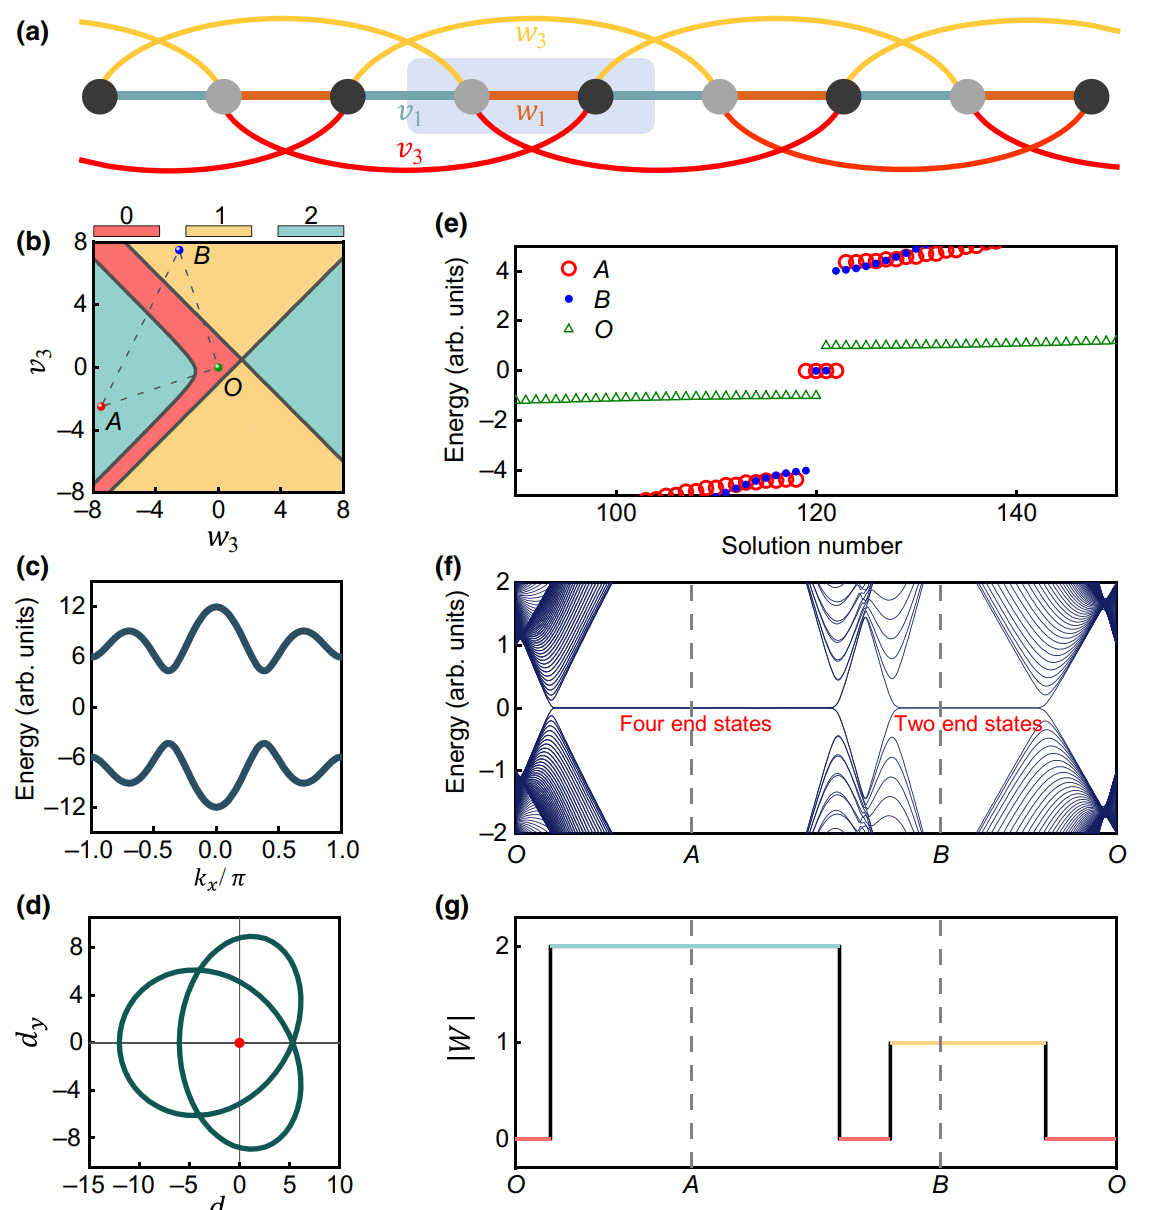 (a)
w3
v1
w1
v3
(b)
0 1 2
8
4
0
−4
−8
B
O
A
−8 −4 0 4 8
w3
v3
(e)
Energy (arb. units)
4
2
0
−2
−4
A
B
O
100 120 140
Solution number
(c)
Energy (arb. units)
12
6
0
−6
−12
−1.0 −0.5 0.0 0.5 1.0
kx/ π
(f)
Energy (arb. units)
2
1
0
−1
−2
Four end states
Two end states
O A B O
(d)
dy
8
4
0
−4
−8
−15 −10 −5 0 5 10
(g)
|W|
2
1
0
O A B O